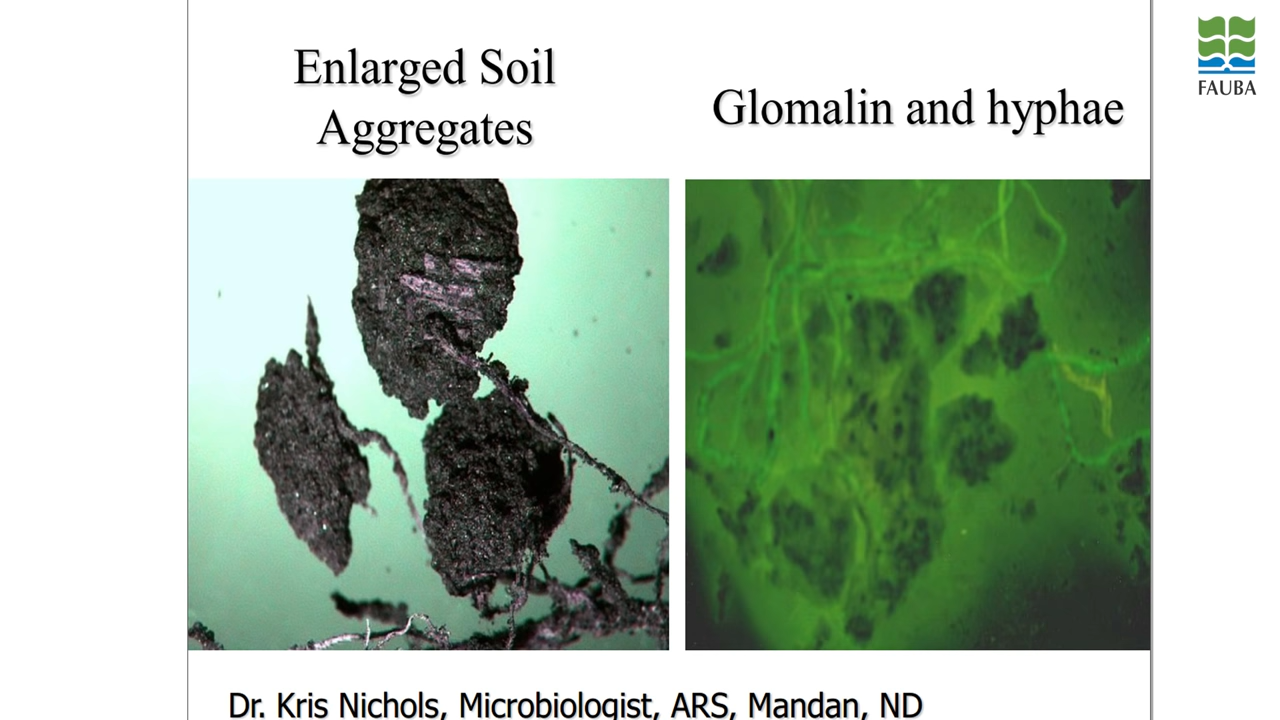 Enlarged Soil
Aggregates
Glomalin and hyphae
FAUBA
Dr. Kris Nichols, Microbiologist, ARS, Mandan, ND